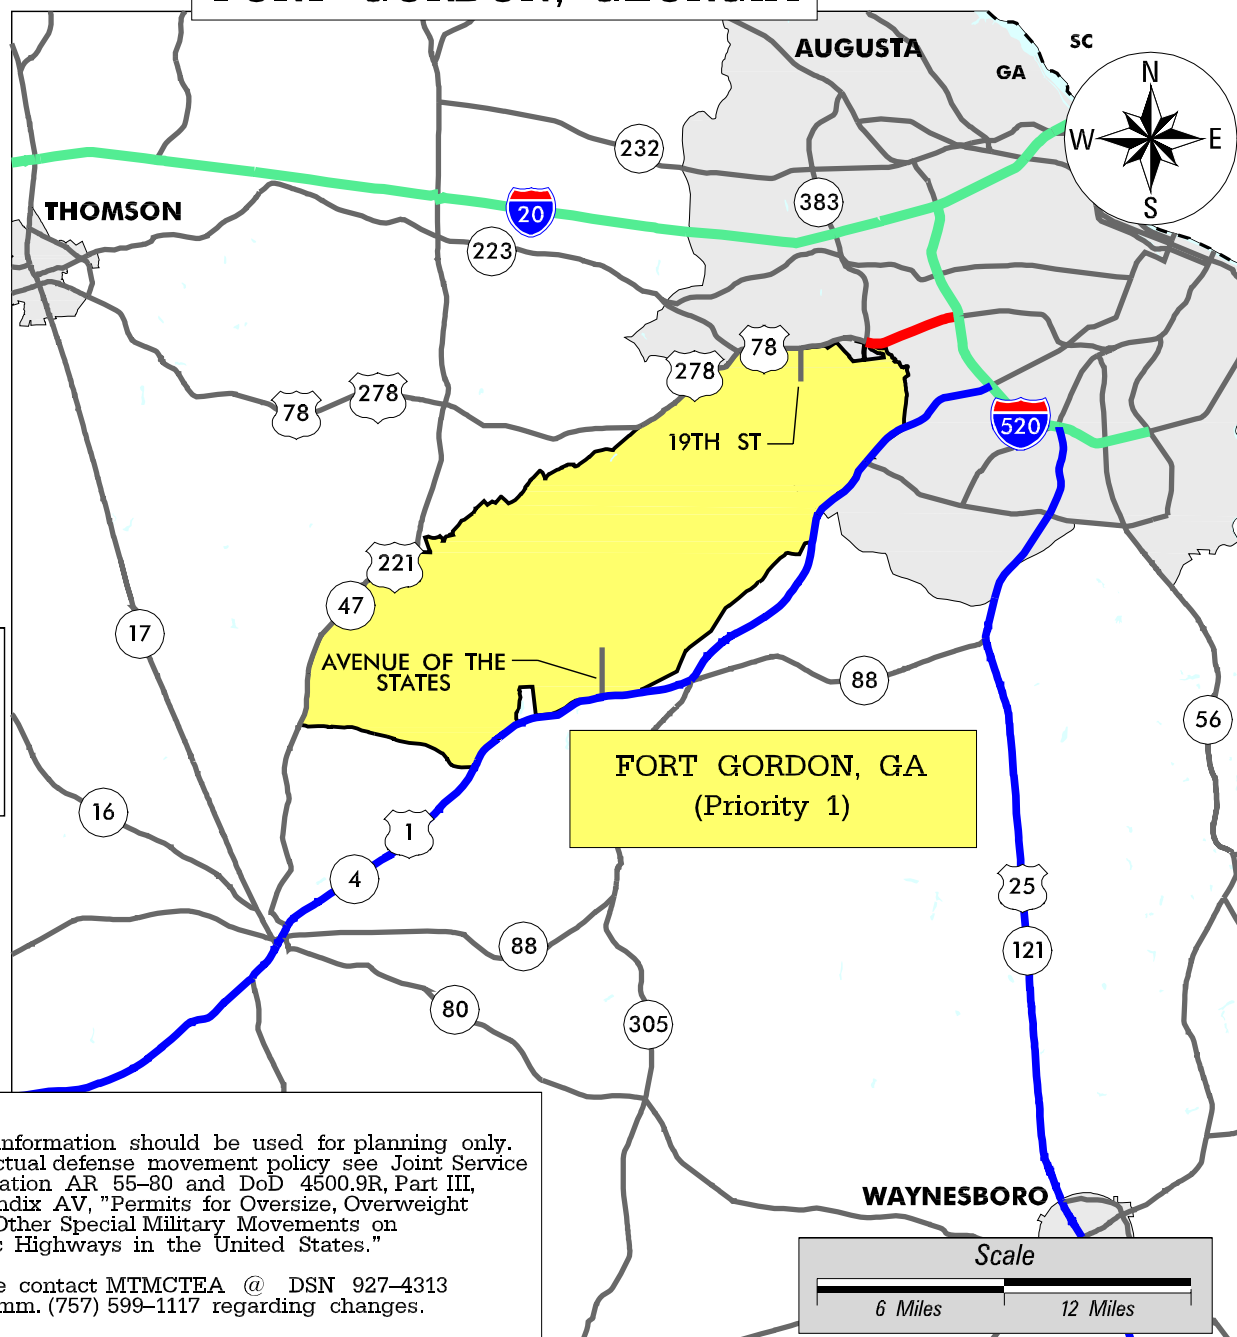 FORT GORDON, GEORGIA
AUGUSTA
SC
GA
N
W
E
S
232
383
THOMSON
20
223
78
278
78
278
19TH ST
520
221
47
17
AVENUE OF THE
STATES
88
56
FORT GORDON, GA
(Priority 1)
16
1
4
25
88
121
80
305
information should be used for planning only.
ctual defense movement policy see Joint Service
ation AR 55–80 and DoD 4500.9R, Part III,
ndix AV, "Permits for Oversize, Overweight
Other Special Military Movements on
c Highways in the United States."
e contact MTMCTEA @ DSN 927–4313
mm. (757) 599–1117 regarding changes.
WAYNESBORO
Scale
6 Miles 12 Miles